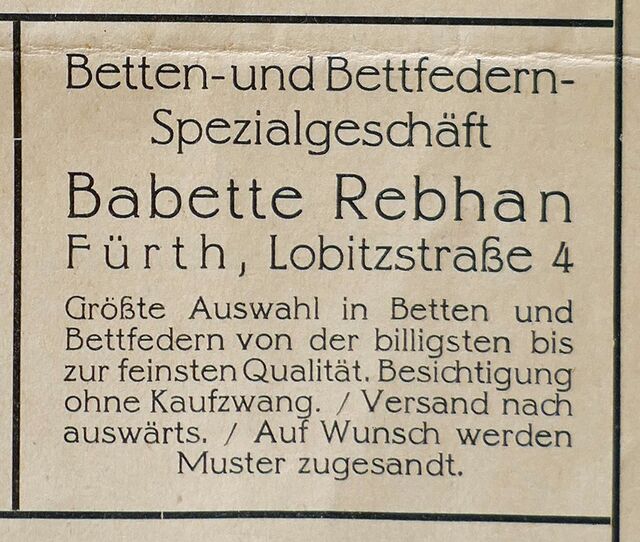 Betten-und Bettfedern-
Spezialgeschäft
Babette Rebhan
Fürth, Lobitzstraße 4
Größte Auswahl in Betten und
Bettfedern von der billigsten bis
zur feinsten Qualität. Besichtigung
ohne Kaufzwang. / Versand nach
auswärts. / Auf Wunsch werden
Muster zugesandt.